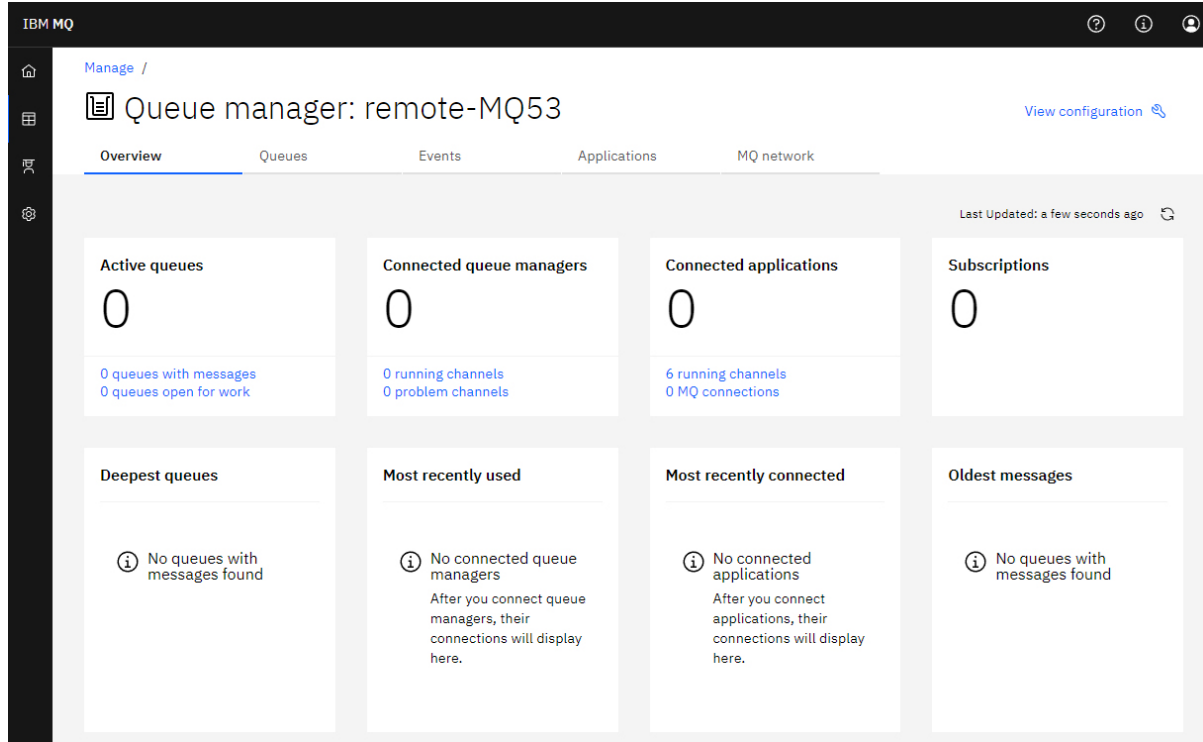 IBM MQ
Manage /
Queue manager: remote-MQ53
View configuration
Overview
Queues
Events
Applications
MQ network
Last Updated: a few seconds ago
Active queues
0
0 queues with messages
0 queues open for work
Connected queue managers
0
0 running channels
0 problem channels
Connected applications
0
6 running channels
0 MQ connections
Subscriptions
0
Deepest queues
No queues with
messages found
Most recently used
No connected queue
managers
After you connect queue
managers, their
connections will display
here.
Most recently connected
No connected
applications
After you connect
applications, their
connections will display
here.
Oldest messages
No queues with
messages found